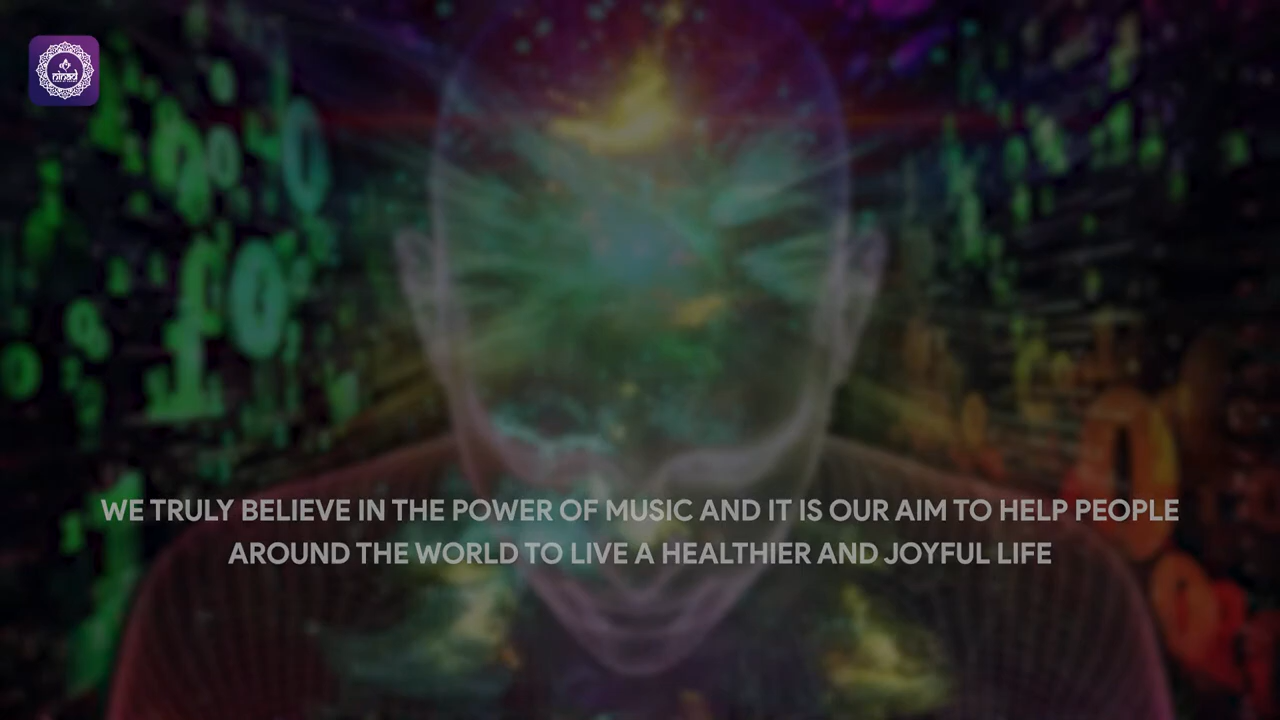 ninad
WE TRULY BELIEVE IN THE POWER OF MUSIC AND IT IS OUR AIM TO HELP PEOPLE
AROUND THE WORLD TO LIVE A HEALTHIER AND JOYFUL LIFE